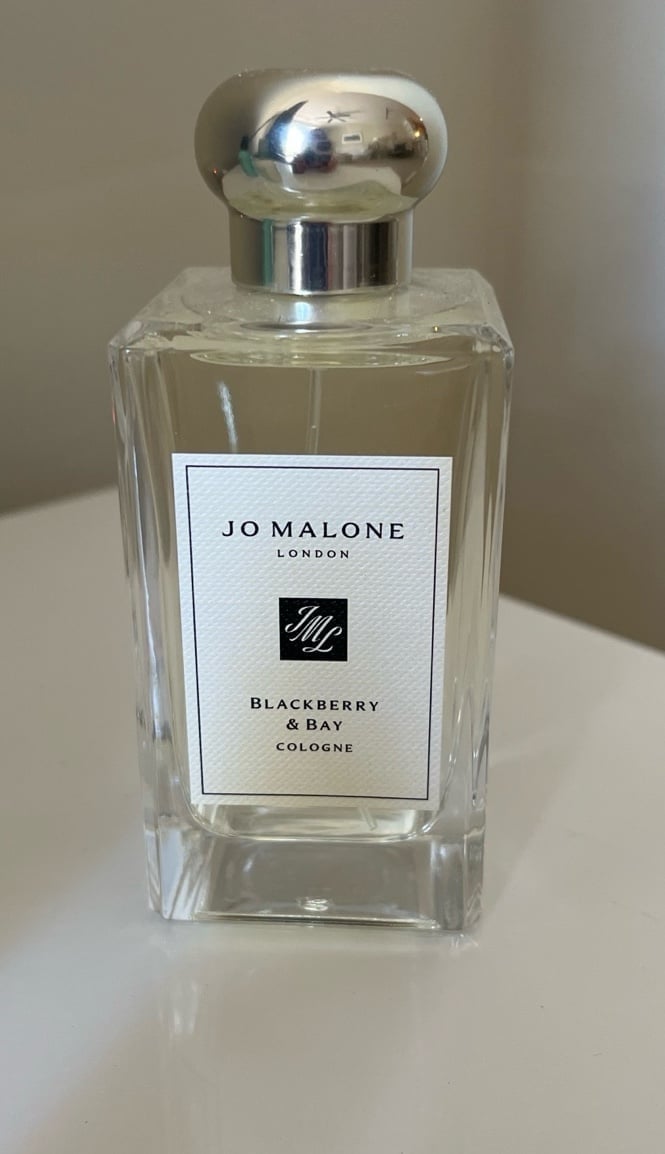 JO MALONE
LONDON
JML
BLACKBERRY
& BAY
COLOGNE